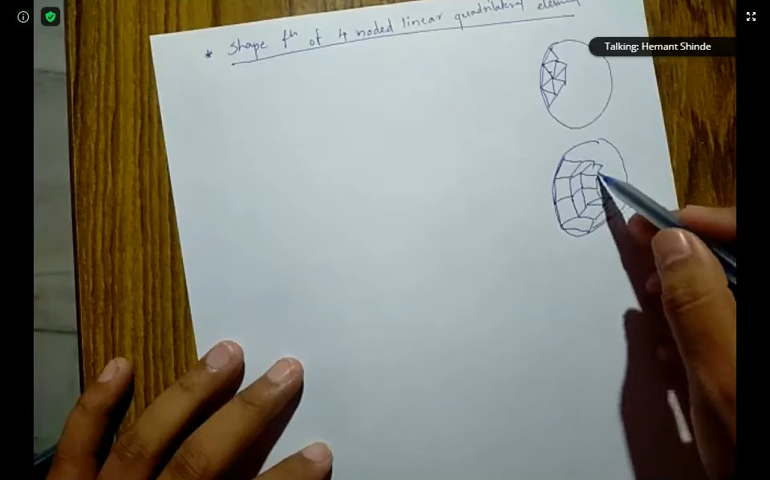 * Shape fn of 4 noded linear quadrilateral
Talking: Hemant Shinde